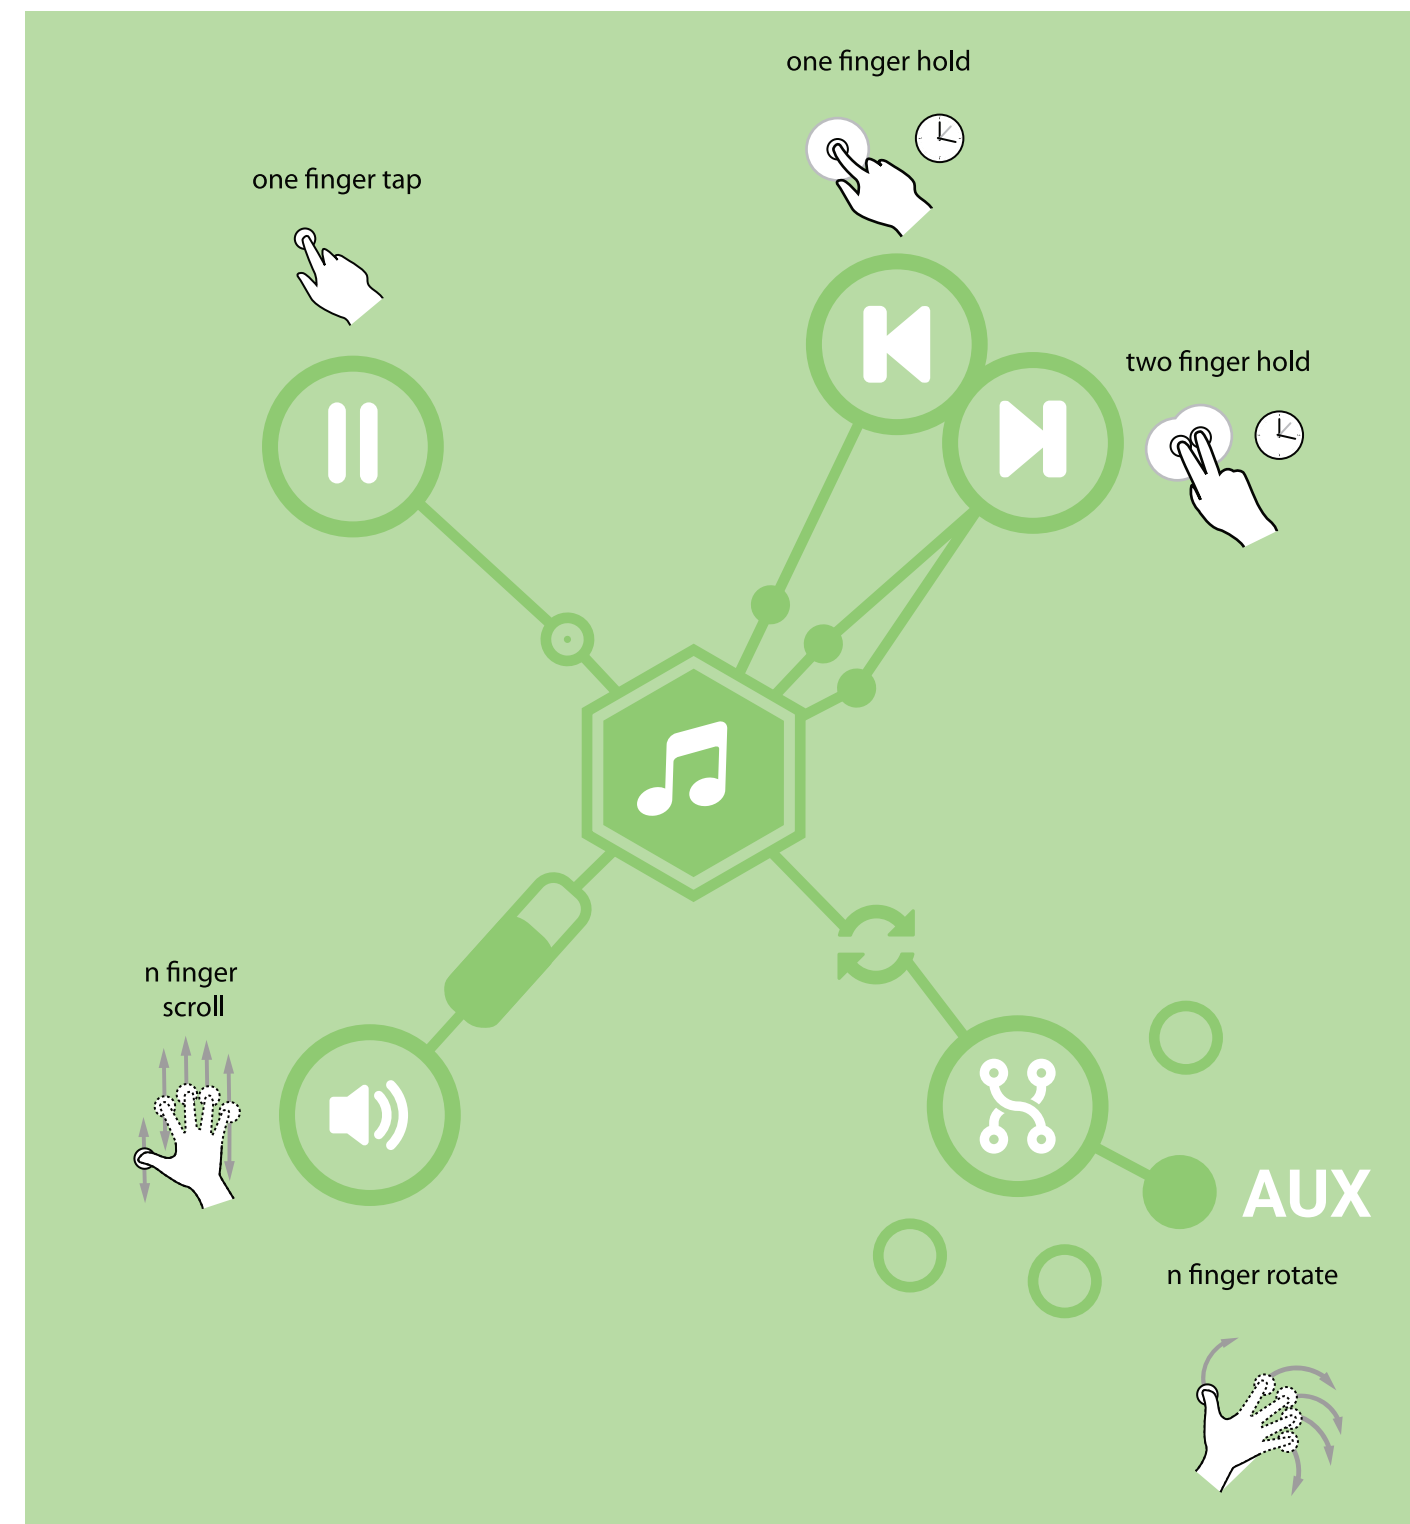 one finger hold
one finger tap
two finger hold
n finger
scroll
AUX
n finger rotate